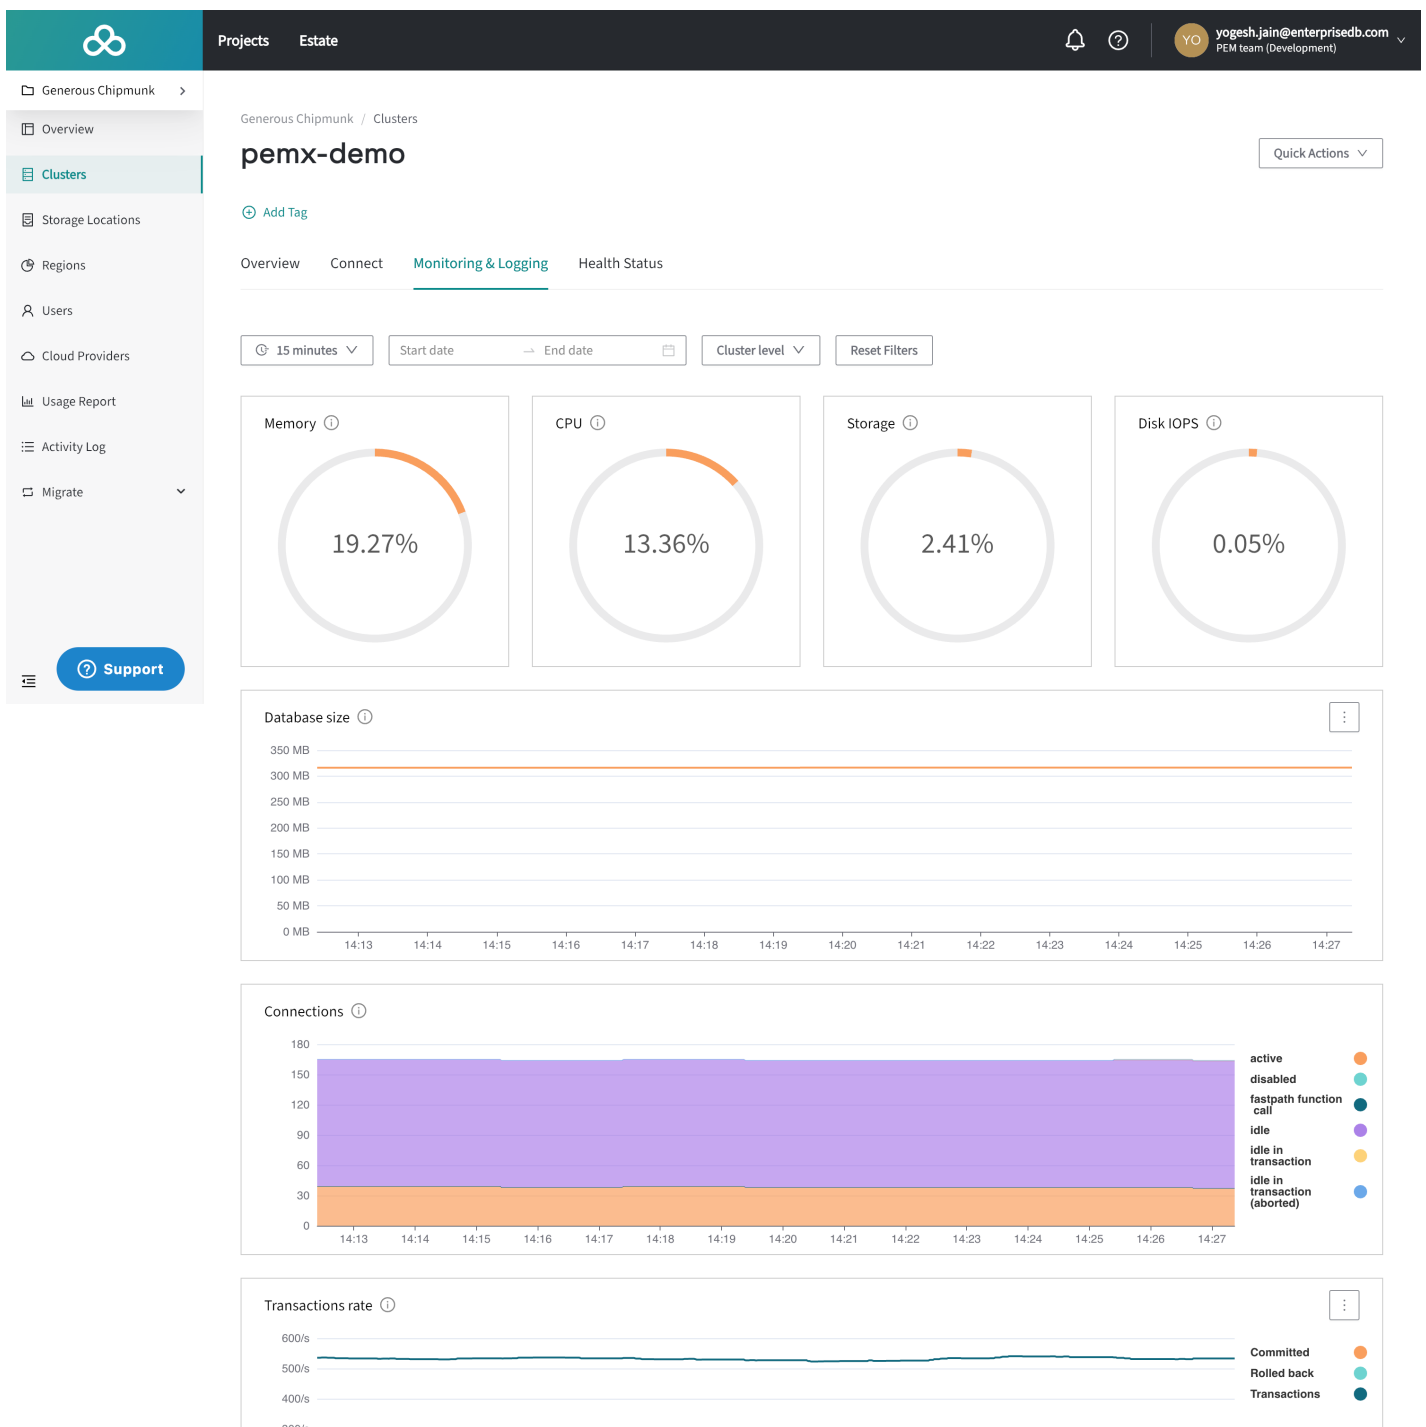 Projects Estate
YO yogesh.jain@enterprisedb.com
PEM team (Development)
Generous Chipmunk
Overview
Clusters
Storage Locations
Regions
Users
Cloud Providers
Usage Report
Activity Log
Migrate
Support
Generous Chipmunk / Clusters
pemx-demo
Quick Actions
Add Tag
Overview Connect Monitoring & Logging Health Status
15 minutes Start date → End date Cluster level Reset Filters
Memory
19.27%
CPU
13.36%
Storage
2.41%
Disk IOPS
0.05%
Database size
350 MB
300 MB
250 MB
200 MB
150 MB
100 MB
50 MB
0 MB
14:13 14:14 14:15 14:16 14:17 14:18 14:19 14:20 14:21 14:22 14:23 14:24 14:25 14:26 14:27
Connections
180
150
120
90
60
30
0
14:13 14:14 14:15 14:16 14:17 14:18 14:19 14:20 14:21 14:22 14:23 14:24 14:25 14:26 14:27
active
disabled
fastpath function
call
idle
idle in
transaction
idle in
transaction
(aborted)
Transactions rate
600/s
500/s
400/s
Committed
Rolled back
Transactions